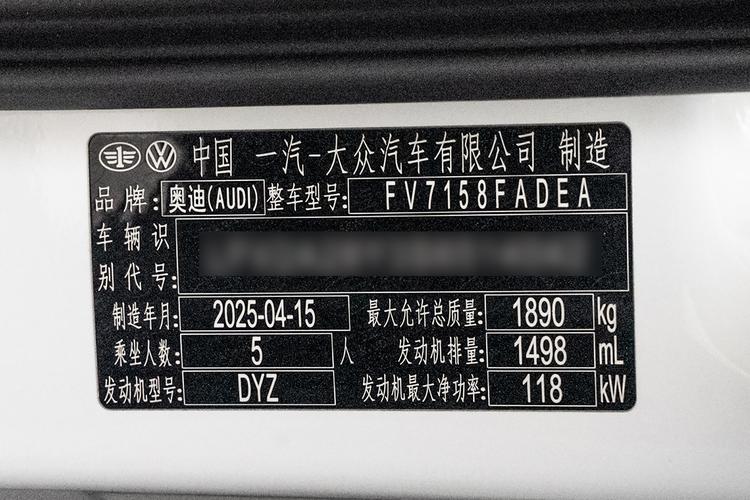 中国 一汽-大众汽车有限公司 制造
品牌: 奥迪(AUDI) 整车型号: FV7158FADEA
车辆识
别代号:
制造年月: 2025-04-15 最大允许总质量: 1890 kg
乘坐人数: 5 人 发动机排量: 1498 mL
发动机型号: DYZ 发动机最大净功率: 118 kW